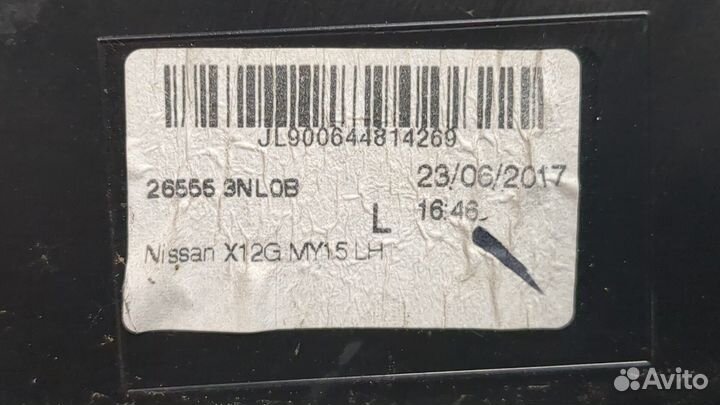 JL900644814269
26555 3NL0B
23/06/2017
L
16:46
Nissan X12G MY15 LH
Avito